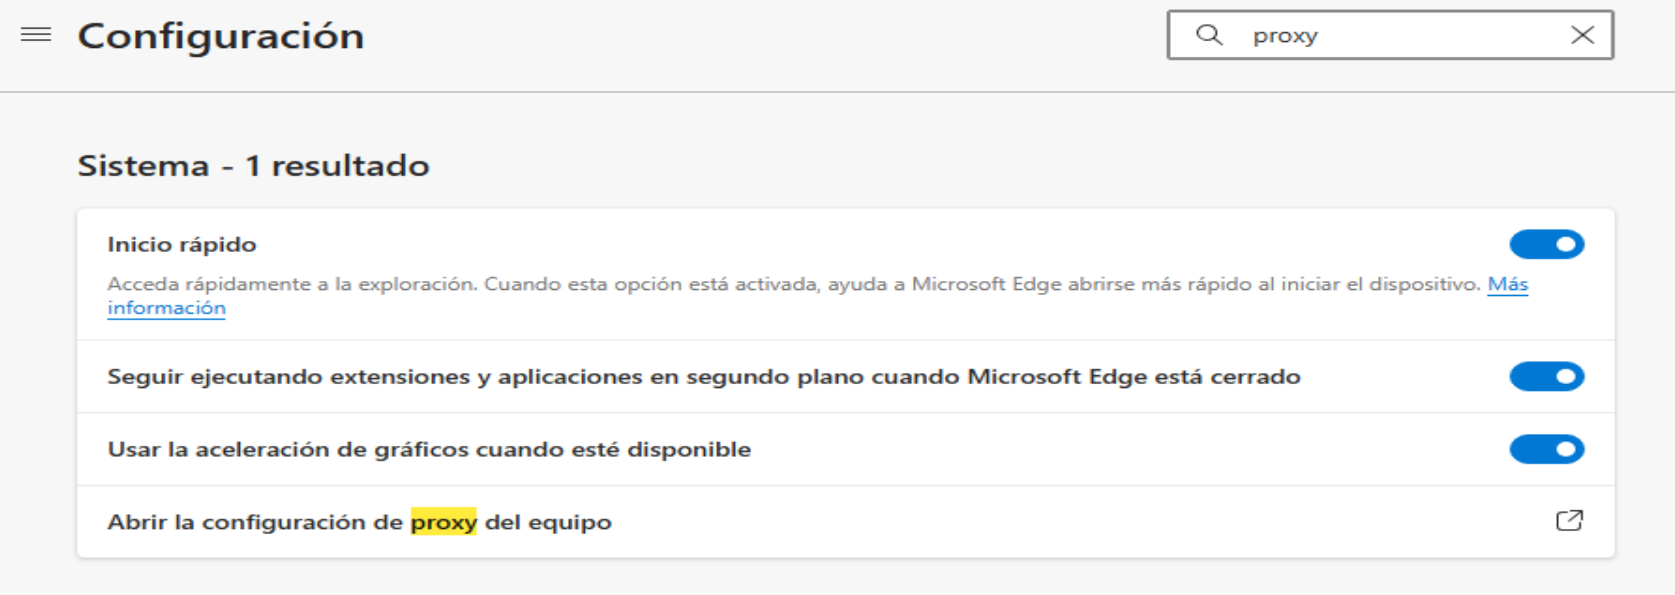 Configuración
proxy
Sistema - 1 resultado
Inicio rápido
Acceda rápidamente a la exploración. Cuando esta opción está activada, ayuda a Microsoft Edge abrirse más rápido al iniciar el dispositivo. Más
información
Seguir ejecutando extensiones y aplicaciones en segundo plano cuando Microsoft Edge está cerrado
Usar la aceleración de gráficos cuando esté disponible
Abrir la configuración de proxy del equipo